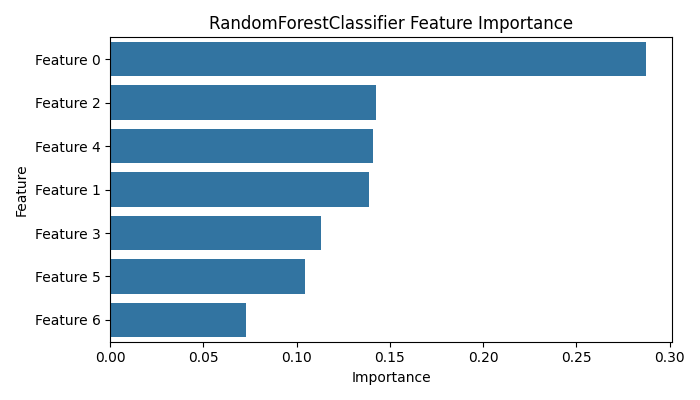 RandomForestClassifier Feature Importance
Feature 0
Feature 2
Feature 4
Feature 1
Feature 3
Feature 5
Feature 6
Feature
0.00 0.05 0.10 0.15 0.20 0.25 0.30
Importance